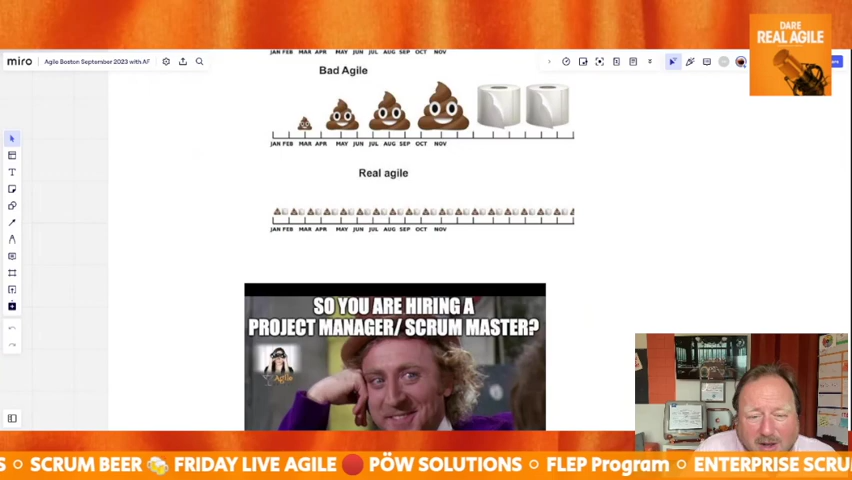 DARE
REAL AGILE
miro
Agile Boston September 2023 with AF
JAN FEB MAR APR MAY JUN JUL AUG SEP OCT NOV
Bad Agile
JAN FEB MAR APR MAY JUN JUL AUG SEP OCT NOV
Real agile
JAN FEB MAR APR MAY JUN JUL AUG SEP OCT NOV
SO YOU ARE HIRING A
PROJECT MANAGER/ SCRUM MASTER?
Agile
S ○ SCRUM BEER 🍻 FRIDAY LIVE AGILE 🔴 PÖW SOLUTIONS ○ FLEP Program ○ ENTERPRISE SCRU